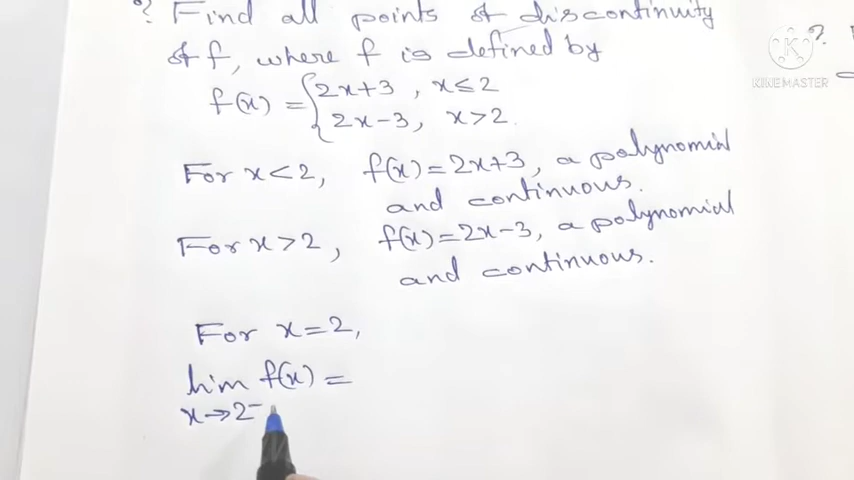 ? Find all points of discontinuity
of f, where f is defined by
f(x) = { 2x+3 , x ≤ 2
2x-3, x > 2.
For x < 2, f(x) = 2x+3, a polynomial
and continuous.
For x > 2, f(x) = 2x-3, a polynomial
and continuous.
For x = 2,
lim f(x) =
x→2⁻
?
K
KINEMASTER